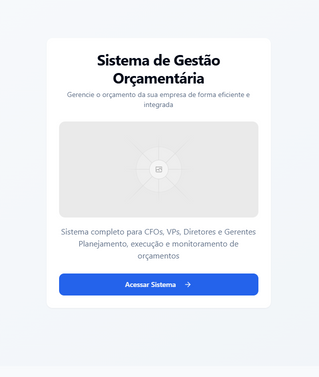 Sistema de Gestão
Orçamentária
Gerencie o orçamento da sua empresa de forma eficiente e
integrada
Sistema completo para CFOs, VPs, Diretores e Gerentes
Planejamento, execução e monitoramento de
orçamentos
Acessar Sistema